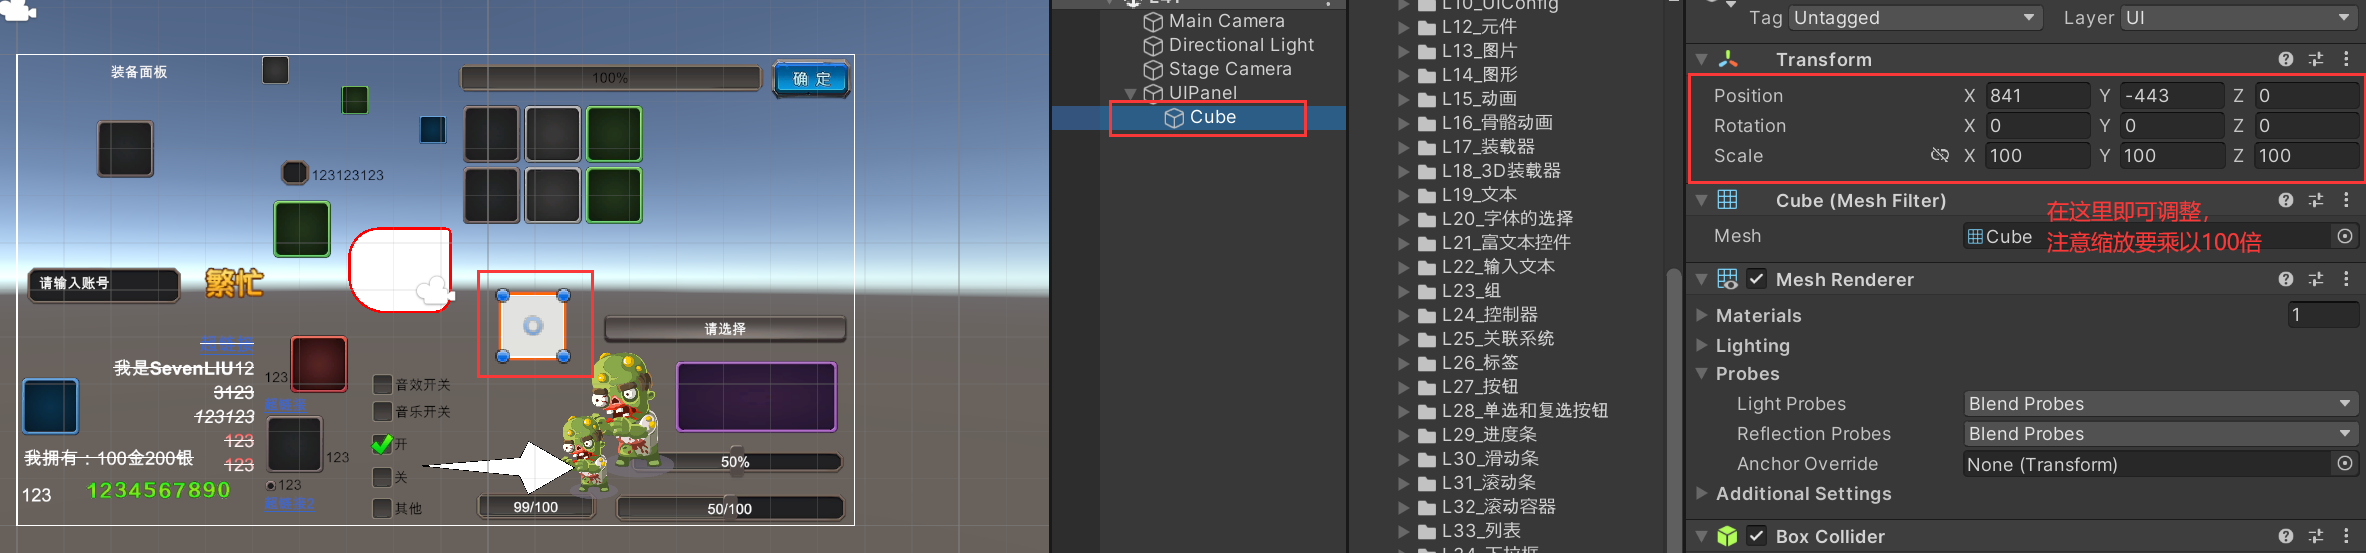 装备面板
100%
确 定
123123123
请输入账号
繁忙
请选择
我是SevenLIU12
3123
123123
123
123
123
音效开关
音乐开关
开
关
其他
我拥有：100金200银
123
123
123
1234567890
99/100
50%
50/100
Main Camera
Directional Light
Stage Camera
UIPanel
Cube
L10_UIConfig
L12_元件
L13_图片
L14_图形
L15_动画
L16_骨骼动画
L17_装载器
L18_3D装载器
L19_文本
L20_字体的选择
L21_富文本控件
L22_输入文本
L23_组
L24_控制器
L25_关联系统
L26_标签
L27_按钮
L28_单选和复选按钮
L29_进度条
L30_滑动条
L31_滚动条
L32_滚动容器
L33_列表
Tag Untagged Layer UI
Transform
Position X 841 Y -443 Z 0
Rotation X 0 Y 0 Z 0
Scale X 100 Y 100 Z 100
Cube (Mesh Filter)
Mesh Cube
在这里即可调整，
注意缩放要乘以100倍
Mesh Renderer
Materials 1
Lighting
Probes
Light Probes Blend Probes
Reflection Probes Blend Probes
Anchor Override None (Transform)
Additional Settings
Box Collider